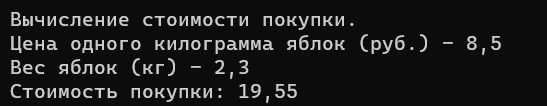 Вычисление стоимости покупки.
Цена одного килограмма яблок (руб.) – 8,5
Вес яблок (кг) – 2,3
Стоимость покупки: 19,55